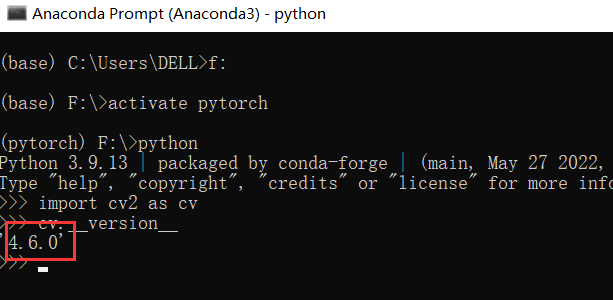 Anaconda Prompt (Anaconda3) - python
(base) C:\Users\DELL>f:
(base) F:\>activate pytorch
(pytorch) F:\>python
Python 3.9.13 | packaged by conda-forge | (main, May 27 2022,
Type "help", "copyright", "credits" or "license" for more info
>>> import cv2 as cv
>>> cv.__version__
'4.6.0'
>>>